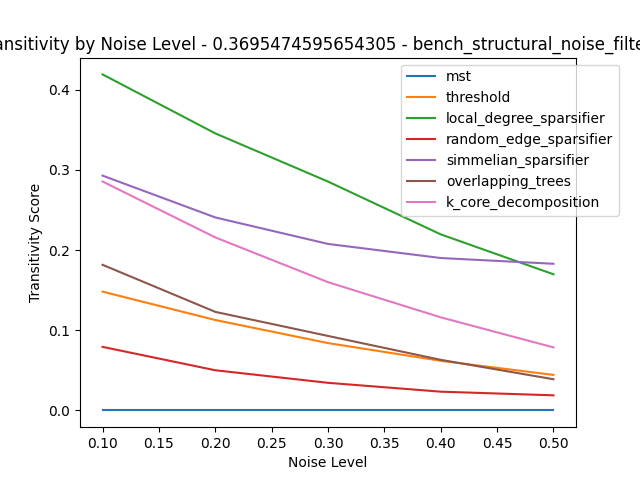 ansitivity by Noise Level - 0.3695474595654305 - bench_structural_noise_filte
Transitivity Score
0.4
0.3
0.2
0.1
0.0
mst
threshold
local_degree_sparsifier
random_edge_sparsifier
simmelian_sparsifier
overlapping_trees
k_core_decomposition
0.10 0.15 0.20 0.25 0.30 0.35 0.40 0.45 0.50
Noise Level